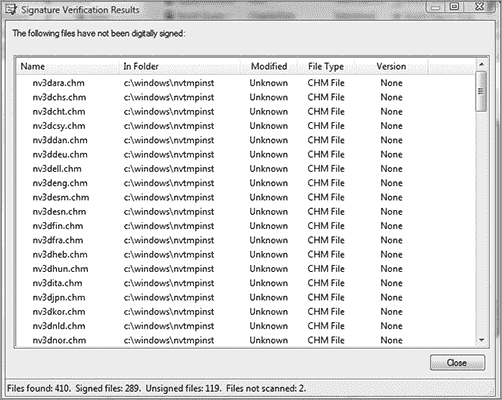 Signature Verification Results
The following files have not been digitally signed:
Name In Folder Modified File Type Version
nv3dara.chm c:\windows\nvtmpinst Unknown CHM File None
nv3dchs.chm c:\windows\nvtmpinst Unknown CHM File None
nv3dcht.chm c:\windows\nvtmpinst Unknown CHM File None
nv3dcsy.chm c:\windows\nvtmpinst Unknown CHM File None
nv3ddan.chm c:\windows\nvtmpinst Unknown CHM File None
nv3ddeu.chm c:\windows\nvtmpinst Unknown CHM File None
nv3dell.chm c:\windows\nvtmpinst Unknown CHM File None
nv3deng.chm c:\windows\nvtmpinst Unknown CHM File None
nv3desm.chm c:\windows\nvtmpinst Unknown CHM File None
nv3desn.chm c:\windows\nvtmpinst Unknown CHM File None
nv3dfin.chm c:\windows\nvtmpinst Unknown CHM File None
nv3dfra.chm c:\windows\nvtmpinst Unknown CHM File None
nv3dheb.chm c:\windows\nvtmpinst Unknown CHM File None
nv3dhun.chm c:\windows\nvtmpinst Unknown CHM File None
nv3dita.chm c:\windows\nvtmpinst Unknown CHM File None
nv3djpn.chm c:\windows\nvtmpinst Unknown CHM File None
nv3dkor.chm c:\windows\nvtmpinst Unknown CHM File None
nv3dnld.chm c:\windows\nvtmpinst Unknown CHM File None
nv3dnor.chm c:\windows\nvtmpinst Unknown CHM File None
Close
Files found: 410. Signed files: 289. Unsigned files: 119. Files not scanned: 2.